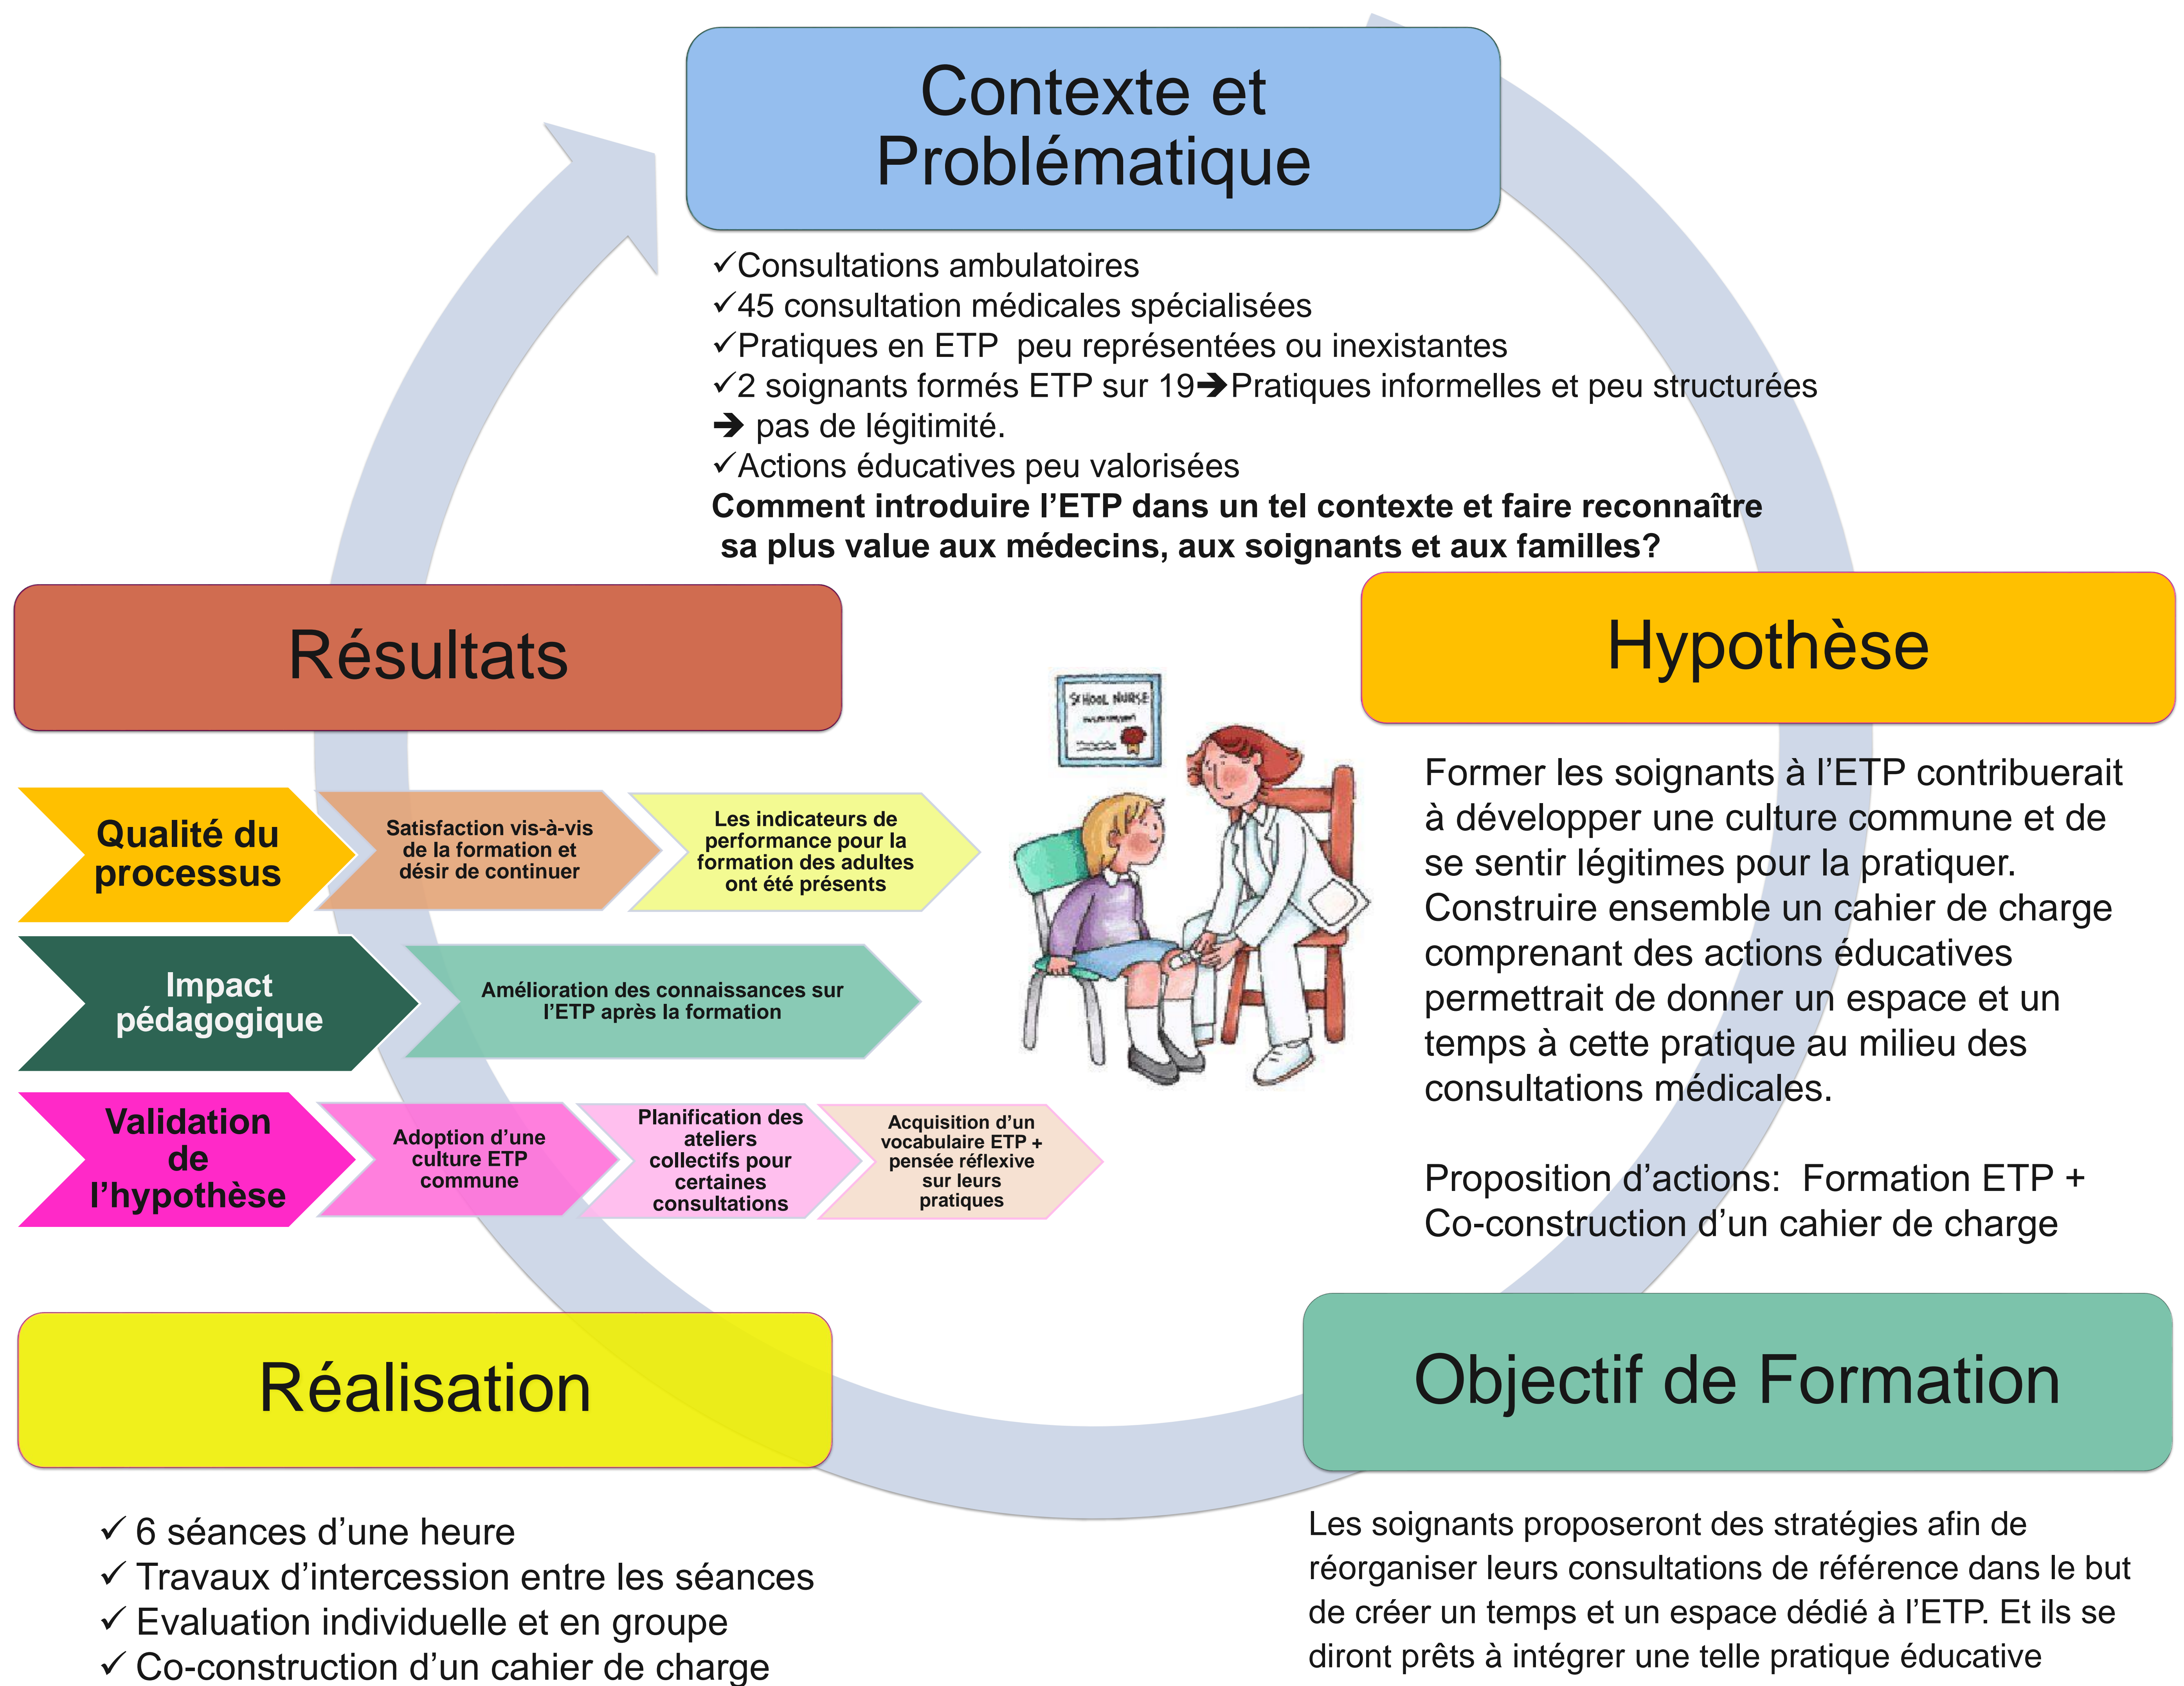 Contexte et
Problématique
✓Consultations ambulatoires
✓45 consultation médicales spécialisées
✓Pratiques en ETP peu représentées ou inexistantes
✓2 soignants formés ETP sur 19➔Pratiques informelles et peu structurées
➔ pas de légitimité.
✓Actions éducatives peu valorisées
Comment introduire l’ETP dans un tel contexte et faire reconnaître
sa plus value aux médecins, aux soignants et aux familles?
Hypothèse
Former les soignants à l’ETP contribuerait
à développer une culture commune et de
se sentir légitimes pour la pratiquer.
Construire ensemble un cahier de charge
comprenant des actions éducatives
permettrait de donner un espace et un
temps à cette pratique au milieu des
consultations médicales.
Proposition d’actions: Formation ETP +
Co-construction d’un cahier de charge
Objectif de Formation
Les soignants proposeront des stratégies afin de
réorganiser leurs consultations de référence dans le but
de créer un temps et un espace dédié à l’ETP. Et ils se
diront prêts à intégrer une telle pratique éducative
Réalisation
✓ 6 séances d’une heure
✓ Travaux d’intercession entre les séances
✓ Evaluation individuelle et en groupe
✓ Co-construction d’un cahier de charge
Résultats
Qualité du
processus
Satisfaction vis-à-vis
de la formation et
désir de continuer
Les indicateurs de
performance pour la
formation des adultes
ont été présents
Impact
pédagogique
Amélioration des connaissances sur
l’ETP après la formation
Validation
de
l’hypothèse
Adoption d’une
culture ETP
commune
Planification des
ateliers
collectifs pour
certaines
consultations
Acquisition d’un
vocabulaire ETP +
pensée réflexive
sur leurs
pratiques
SCHOOL NURSE